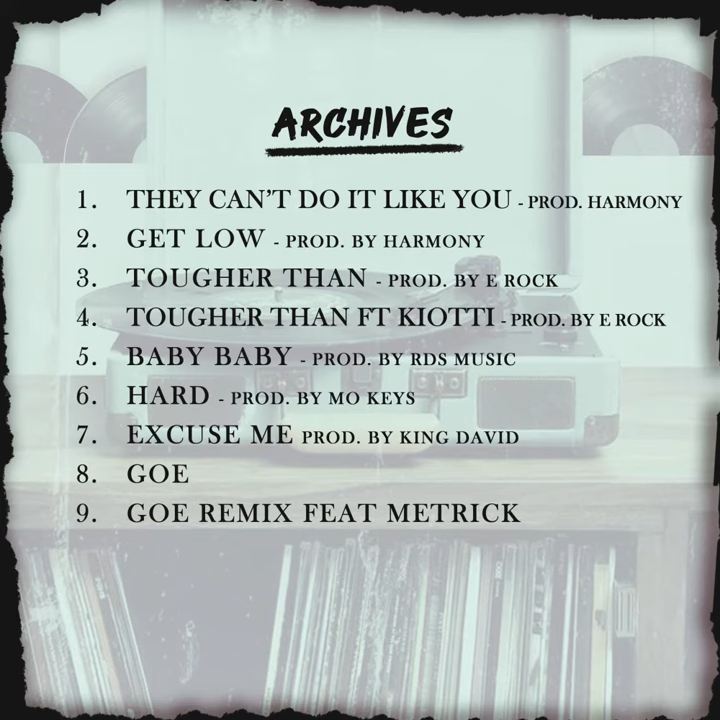 ARCHIVES
1. THEY CAN'T DO IT LIKE YOU - PROD. HARMONY
2. GET LOW - PROD. BY HARMONY
3. TOUGHER THAN - PROD. BY E ROCK
4. TOUGHER THAN FT KIOTTI - PROD. BY E ROCK
5. BABY BABY - PROD. BY RDS MUSIC
6. HARD - PROD. BY MO KEYS
7. EXCUSE ME PROD. BY KING DAVID
8. GOE
9. GOE REMIX FEAT METRICK